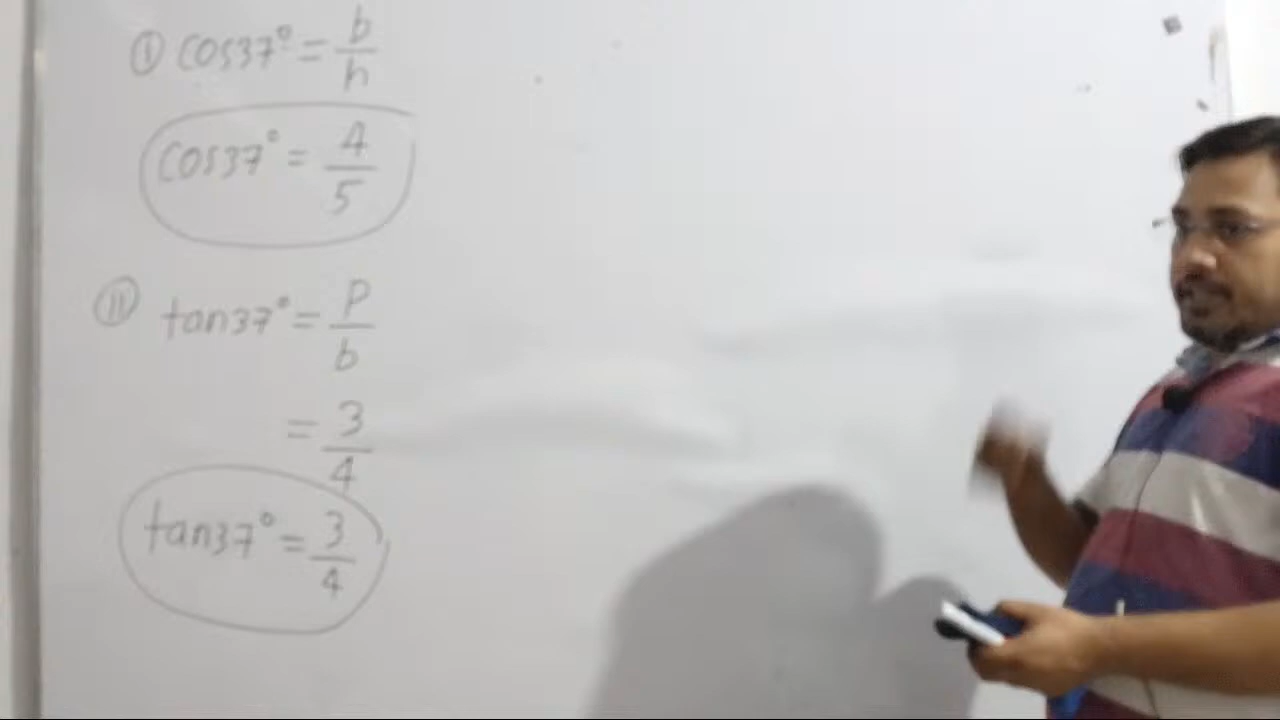 ① cos37° = b/h
cos37° = 4/5
⑪ tan37° = P/b
= 3/4
tan37° = 3/4